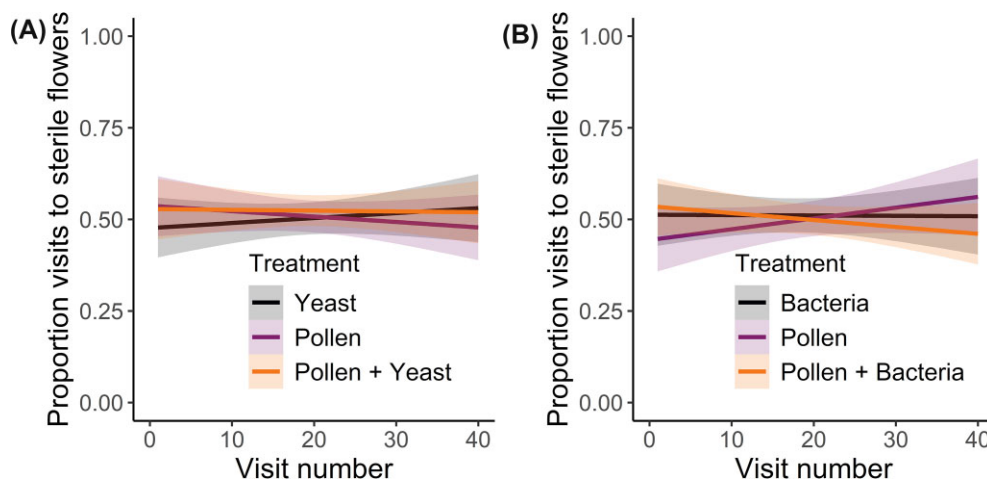 (A)
Proportion visits to sterile flowers
1.00
0.75
0.50
0.25
0.00
Treatment
Yeast
Pollen
Pollen + Yeast
0 10 20 30 40
Visit number
(B)
Proportion visits to sterile flowers
1.00
0.75
0.50
0.25
0.00
Treatment
Bacteria
Pollen
Pollen + Bacteria
0 10 20 30 40
Visit number